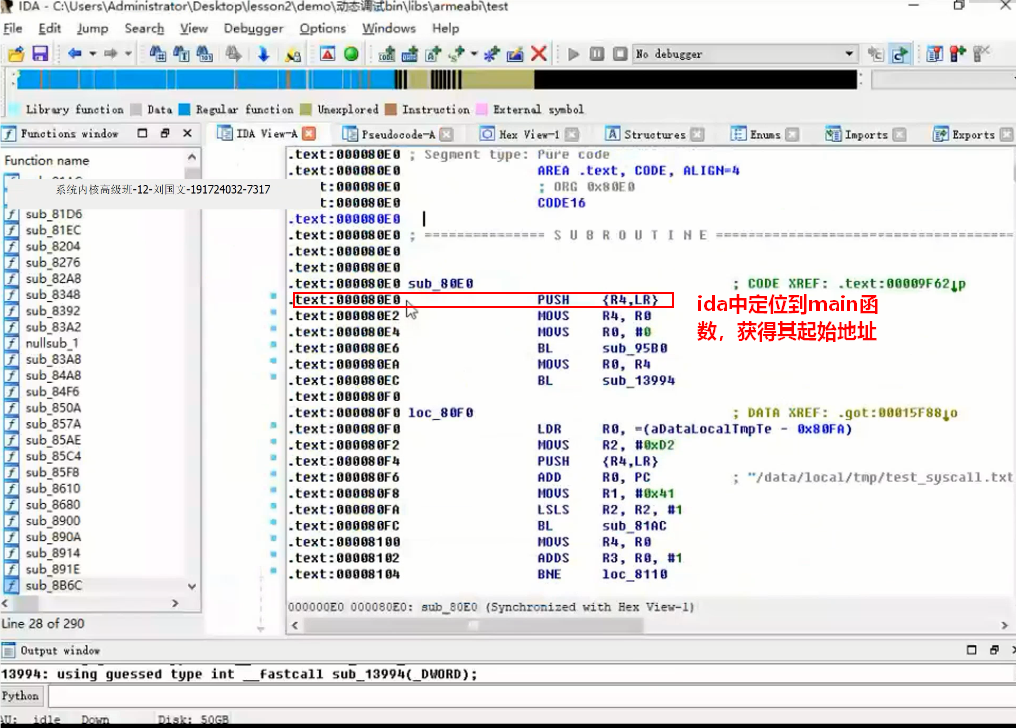 IDA - C:\Users\Administrator\Desktop\lesson2\demo\动态调试bin\libs\armeabi\test
File Edit Jump Search View Debugger Options Windows Help
No debugger
Library function Data Regular function Unexplored Instruction External symbol
Functions window
IDA View-A Pseudocode-A Hex View-1 Structures Enums Imports Exports
Function name
系统内核高级班-12-刘国文-191724032-7317
sub_81D6
sub_81EC
sub_8204
sub_8276
sub_82A8
sub_8348
sub_8392
sub_83A2
nullsub_1
sub_83A8
sub_84A8
sub_84F6
sub_850A
sub_857A
sub_85AE
sub_85C4
sub_85F8
sub_8610
sub_8680
sub_8900
sub_890A
sub_8914
sub_891E
sub_8B6C
Line 28 of 290
.text:000080E0 ; Segment type: Pure code
.text:000080E0 AREA .text, CODE, ALIGN=4
.text:000080E0 ; ORG 0x80E0
t:000080E0 CODE16
.text:000080E0
.text:000080E0 ; =============== S U B R O U T I N E =======================================
.text:000080E0
.text:000080E0
.text:000080E0 sub_80E0 ; CODE XREF: .text:00009F62↓p
.text:000080E0 PUSH {R4,LR}
.text:000080E2 MOVS R4, R0
.text:000080E4 MOVS R0, #0
.text:000080E6 BL sub_95B0
.text:000080EA MOVS R0, R4
.text:000080EC BL sub_13994
.text:000080F0
.text:000080F0 loc_80F0 ; DATA XREF: .got:00015F88↓o
.text:000080F0 LDR R0, =(aDataLocalTmpTe - 0x80FA)
.text:000080F2 MOVS R2, #0xD2
.text:000080F4 PUSH {R4,LR}
.text:000080F6 ADD R0, PC ; "/data/local/tmp/test_syscall.txt
.text:000080F8 MOVS R1, #0x41
.text:000080FA LSLS R2, R2, #1
.text:000080FC BL sub_81AC
.text:00008100 MOVS R4, R0
.text:00008102 ADDS R3, R0, #1
.text:00008104 BNE loc_8110
ida中定位到main函
数，获得其起始地址
000000E0 000080E0: sub_80E0 (Synchronized with Hex View-1)
Output window
13994: using guessed type int __fastcall sub_13994(_DWORD);
Python
AU: idle Down Disk: 50GB